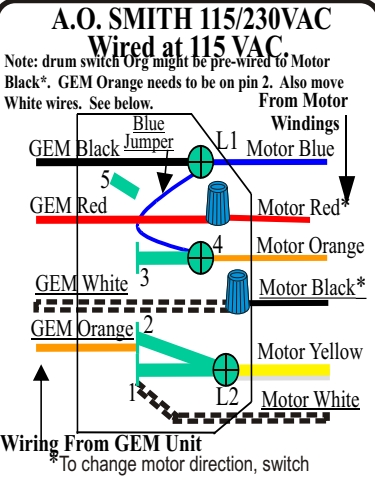 A.O. SMITH 115/230VAC
Wired at 115 VAC.
Note: drum switch Org might be pre-wired to Motor
Black*. GEM Orange needs to be on pin 2. Also move
White wires. See below.
From Motor
Windings
Blue
Jumper
L1
GEM Black
Motor Blue
5
GEM Red
Motor Red*
4
Motor Orange
3
GEM White
Motor Black*
GEM Orange
2
Motor Yellow
1
L2
Motor White
Wiring From GEM Unit
*To change motor direction, switch